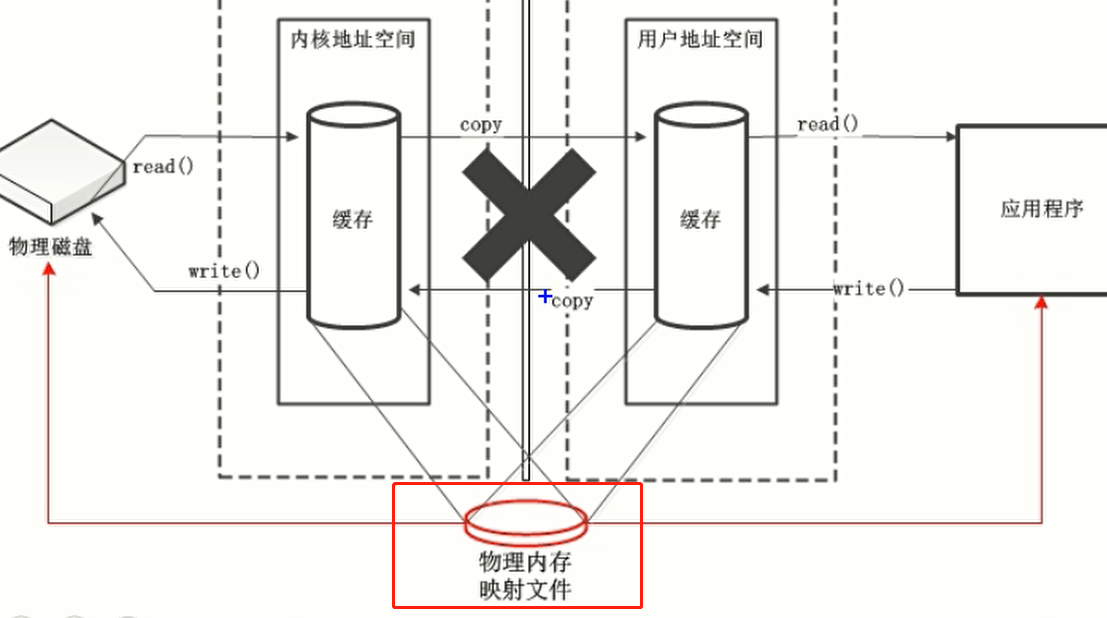 内核地址空间
用户地址空间
copy
read()
read()
缓存
缓存
应用程序
物理磁盘
write()
copy
write()
物理内存
映射文件